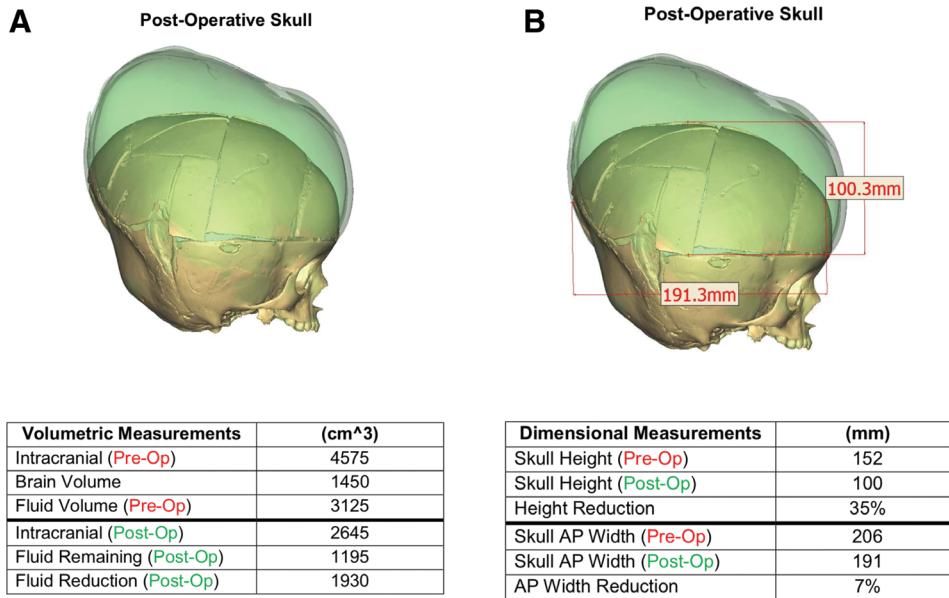 A
Post-Operative Skull
Volumetric Measurements (cm^3)
Intracranial (Pre-Op) 4575
Brain Volume 1450
Fluid Volume (Pre-Op) 3125
Intracranial (Post-Op) 2645
Fluid Remaining (Post-Op) 1195
Fluid Reduction (Post-Op) 1930
B
Post-Operative Skull
100.3mm
191.3mm
Dimensional Measurements (mm)
Skull Height (Pre-Op) 152
Skull Height (Post-Op) 100
Height Reduction 35%
Skull AP Width (Pre-Op) 206
Skull AP Width (Post-Op) 191
AP Width Reduction 7%